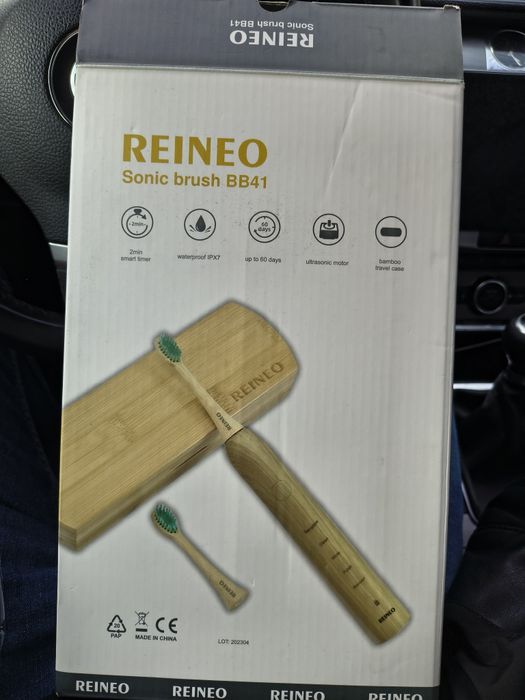 Sonic brush BB41
REINEO
REINEO
Sonic brush BB41
~2min
60
days
2min
smart timer
waterproof IPX7
up to 60 days
ultrasonic motor
bamboo
travel case
REINEO
REINEO
REINEO
REINEO
20
PAP
CE
MADE IN CHINA
LOT: 202304
REINEO
REINEO
REINEO
REINEO